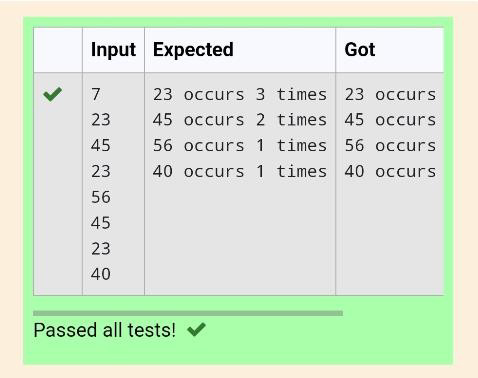 Input Expected Got
7 23 occurs 3 times 23 occurs
23 45 occurs 2 times 45 occurs
45 56 occurs 1 times 56 occurs
23 40 occurs 1 times 40 occurs
56
45
23
40
Passed all tests!